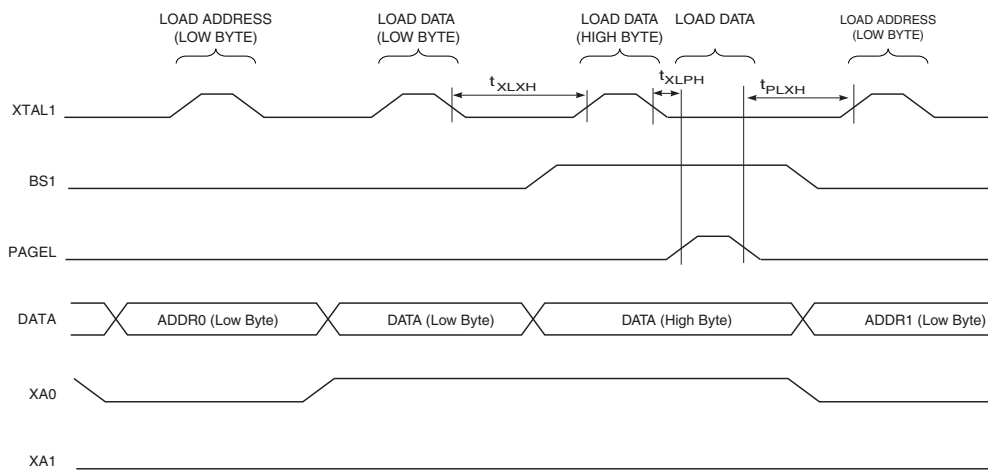 LOAD ADDRESS
(LOW BYTE)
LOAD DATA
(LOW BYTE)
LOAD DATA
(HIGH BYTE)
LOAD DATA
LOAD ADDRESS
(LOW BYTE)
tXLXH
tXLPH
tPLXH
XTAL1
BS1
PAGEL
DATA
ADDR0 (Low Byte)
DATA (Low Byte)
DATA (High Byte)
ADDR1 (Low Byte)
XA0
XA1